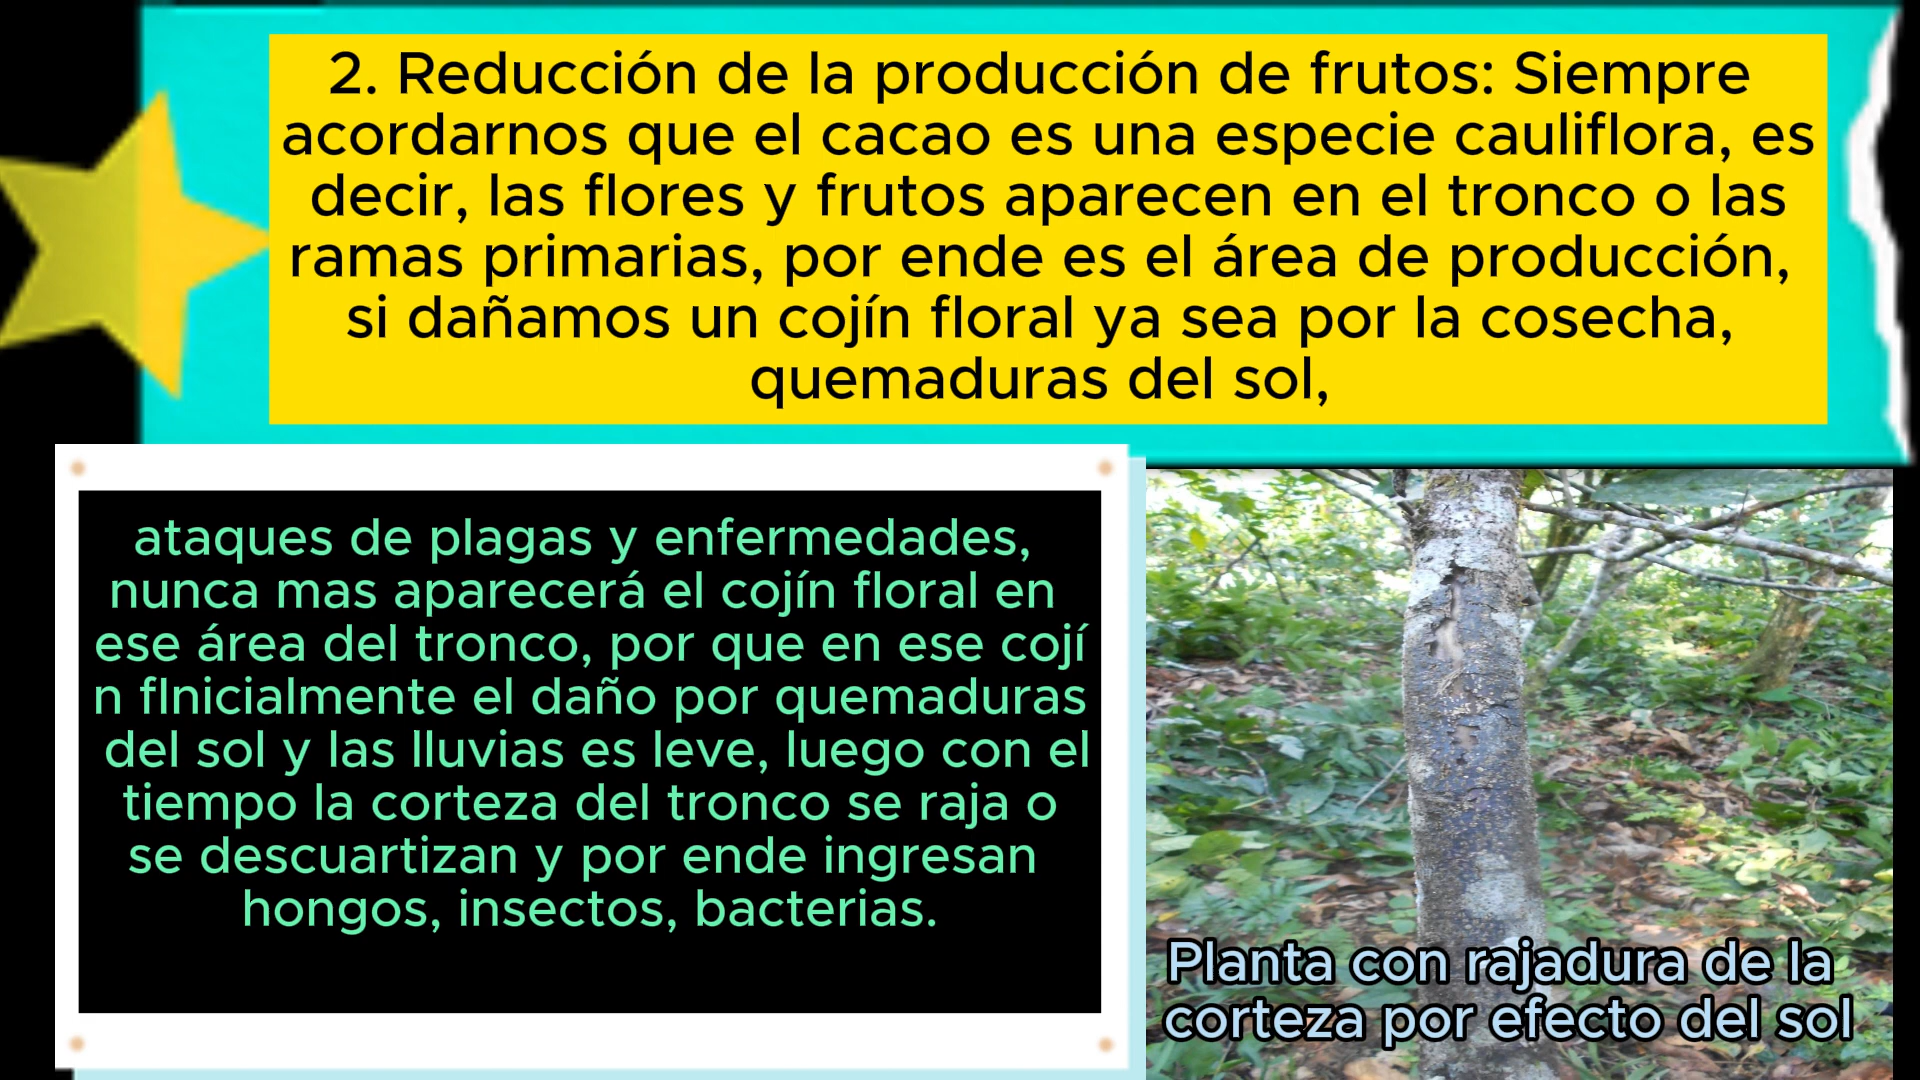 2. Reducción de la producción de frutos: Siempre
acordarnos que el cacao es una especie cauliflora, es
decir, las flores y frutos aparecen en el tronco o las
ramas primarias, por ende es el área de producción,
si dañamos un cojín floral ya sea por la cosecha,
quemaduras del sol,
ataques de plagas y enfermedades,
nunca mas aparecerá el cojín floral en
ese área del tronco, por que en ese cojí
n flnicialmente el daño por quemaduras
del sol y las lluvias es leve, luego con el
tiempo la corteza del tronco se raja o
se descuartizan y por ende ingresan
hongos, insectos, bacterias.
Planta con rajadura de la
corteza por efecto del sol